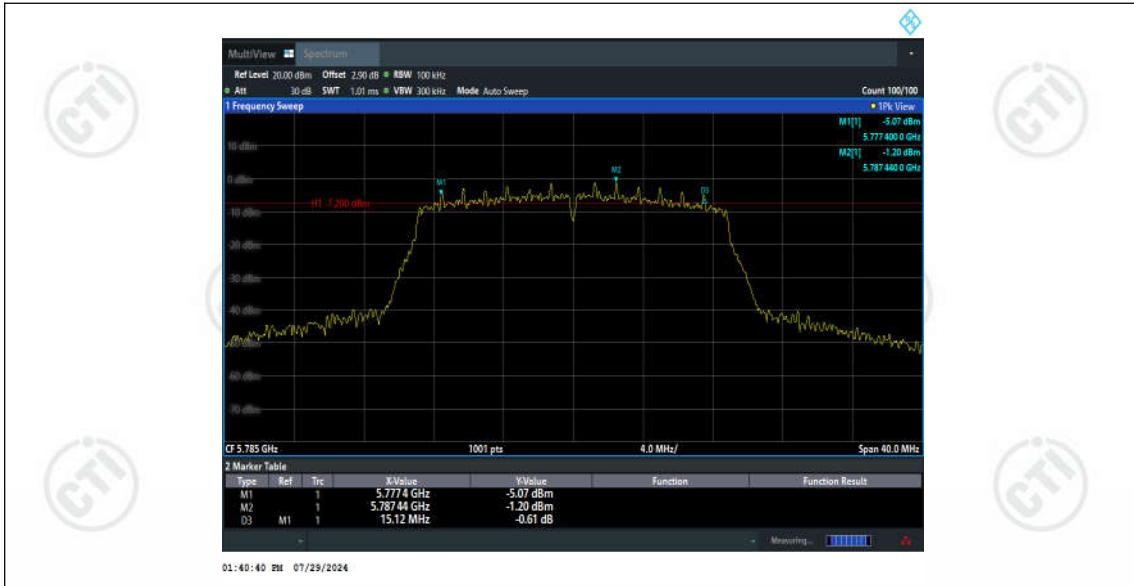 MultiView Spectrum
Ref Level 20.00 dBm Offset 2.90 dB RBW 100 kHz
Att 30 dB SWT 1.01 ms VBW 300 kHz Mode Auto Sweep Count 100/100
1 Frequency Sweep 1Pk View
M1[1] -5.07 dBm
5.777 400 0 GHz
M2[1] -1.20 dBm
5.787 440 0 GHz
10 dBm
M2
0 dBm
M1
D3
H1 -7.200 dBm
-10 dBm
-20 dBm
-30 dBm
-40 dBm
-50 dBm
-60 dBm
-70 dBm
CF 5.785 GHz 1001 pts 4.0 MHz/ Span 40.0 MHz
2 Marker Table
Type Ref Trc X-Value Y-Value Function Function Result
M1 1 5.7774 GHz -5.07 dBm
M2 1 5.78744 GHz -1.20 dBm
D3 M1 1 15.12 MHz -0.61 dB
Measuring...
01:40:40 PM 07/29/2024
CTI
CTI
CTI
CTI